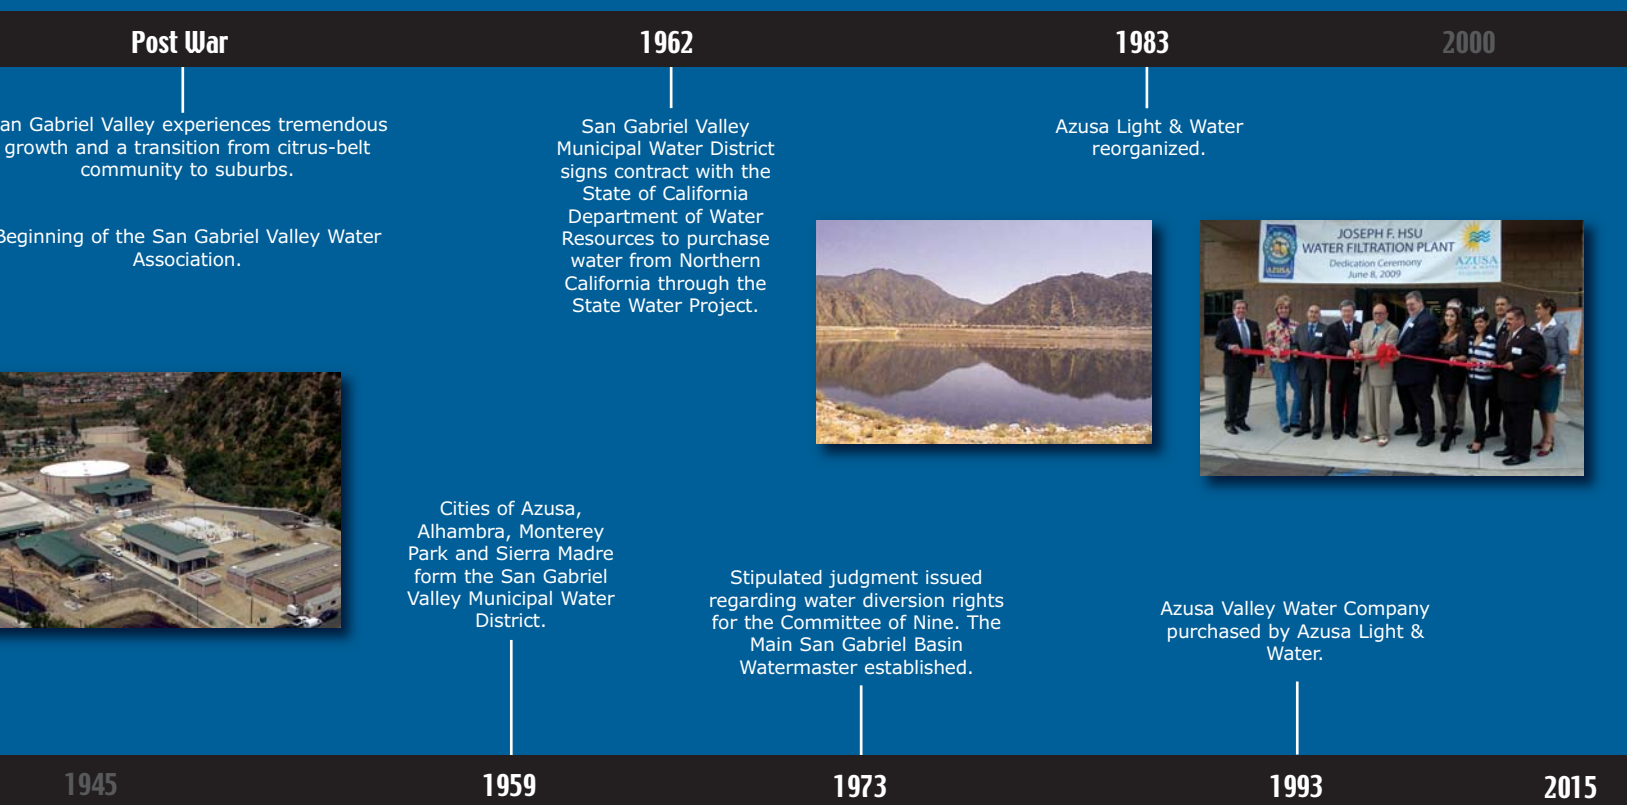 Post War
1962
1983
2000
an Gabriel Valley experiences tremendous
growth and a transition from citrus-belt
community to suburbs.
Beginning of the San Gabriel Valley Water
Association.
San Gabriel Valley
Municipal Water District
signs contract with the
State of California
Department of Water
Resources to purchase
water from Northern
California through the
State Water Project.
Azusa Light & Water
reorganized.
JOSEPH F. HSU
WATER FILTRATION PLANT
Dedication Ceremony
June 8, 2009
AZUSA
AZUSA
LIGHT & WATER
Cities of Azusa,
Alhambra, Monterey
Park and Sierra Madre
form the San Gabriel
Valley Municipal Water
District.
Stipulated judgment issued
regarding water diversion rights
for the Committee of Nine. The
Main San Gabriel Basin
Watermaster established.
Azusa Valley Water Company
purchased by Azusa Light &
Water.
1945
1959
1973
1993
2015